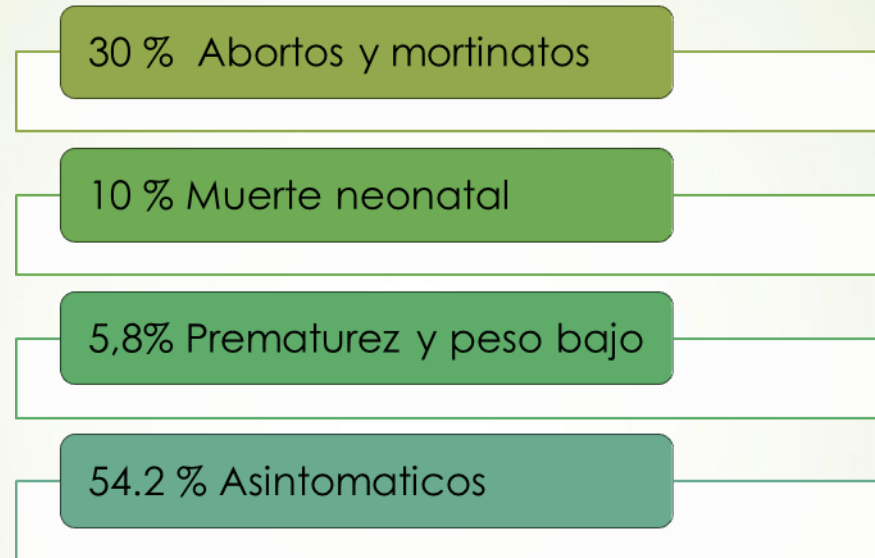 30 % Abortos y mortinatos
10 % Muerte neonatal
5,8% Prematurez y peso bajo
54.2 % Asintomaticos